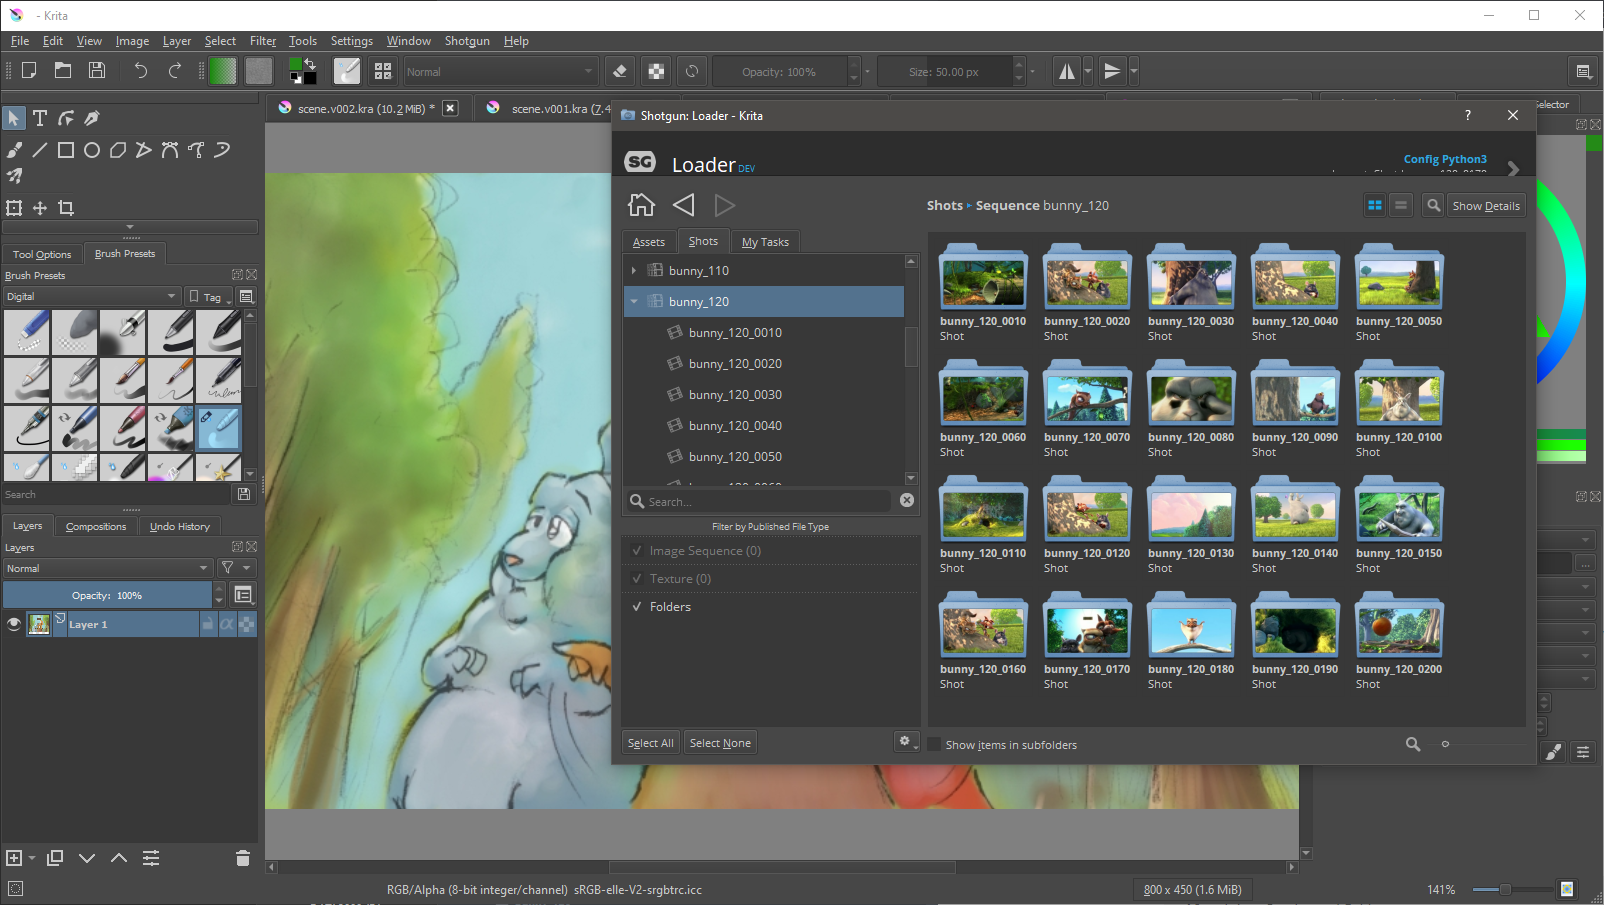 - Krita
File Edit View Image Layer Select Filter Tools Settings Window Shotgun Help
Normal
Opacity: 100%
Size: 50.00 px
scene.v002.kra (10.2 MiB) *
scene.v001.kra (7.4
Selector
Shotgun: Loader - Krita
?
SG
Loader DEV
Config Python3
Shots ▸ Sequence bunny_120
Show Details
Assets
Shots
My Tasks
bunny_110
bunny_120
bunny_120_0010
bunny_120_0020
bunny_120_0030
bunny_120_0040
bunny_120_0050
Search...
Filter by Published File Type
Image Sequence (0)
Texture (0)
Folders
Select All
Select None
bunny_120_0010 bunny_120_0020 bunny_120_0030 bunny_120_0040 bunny_120_0050
Shot Shot Shot Shot Shot
bunny_120_0060 bunny_120_0070 bunny_120_0080 bunny_120_0090 bunny_120_0100
Shot Shot Shot Shot Shot
bunny_120_0110 bunny_120_0120 bunny_120_0130 bunny_120_0140 bunny_120_0150
Shot Shot Shot Shot Shot
bunny_120_0160 bunny_120_0170 bunny_120_0180 bunny_120_0190 bunny_120_0200
Shot Shot Shot Shot Shot
Show items in subfolders
T
Tool Options
Brush Presets
Brush Presets
Digital
Tag
Search
Layers
Compositions
Undo History
Layers
Normal
Opacity: 100%
Layer 1
...
RGB/Alpha (8-bit integer/channel) sRGB-elle-V2-srgbtrc.icc
800 x 450 (1.6 MiB)
141%